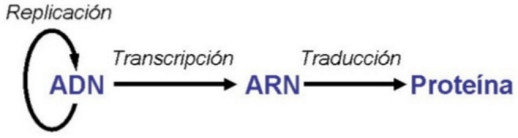 Replicación
Transcripción Traducción
ADN ARN Proteína